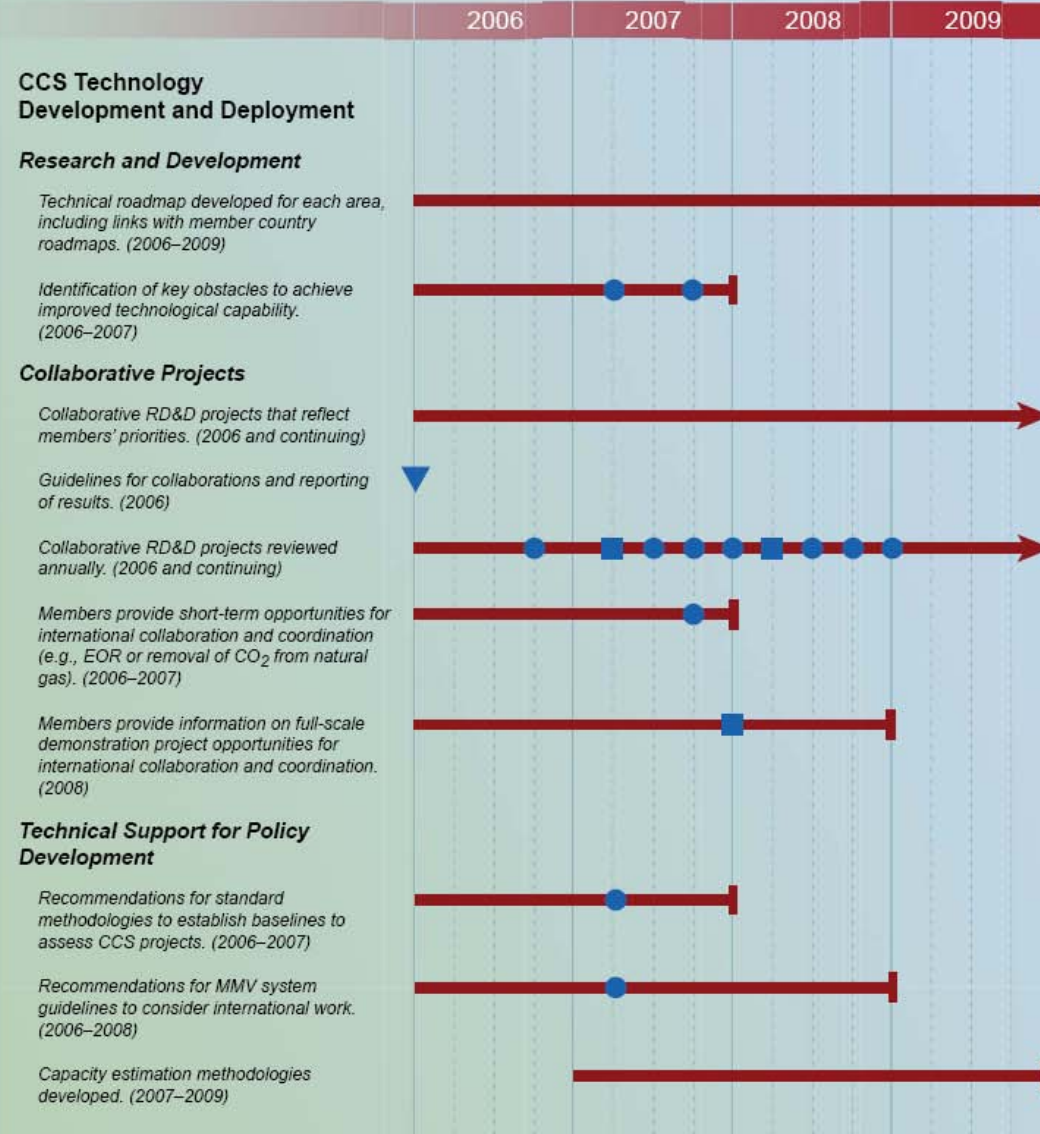 2006 2007 2008 2009
CCS Technology
Development and Deployment
Research and Development
Technical roadmap developed for each area,
including links with member country
roadmaps. (2006–2009)
Identification of key obstacles to achieve
improved technological capability.
(2006–2007)
Collaborative Projects
Collaborative RD&D projects that reflect
members' priorities. (2006 and continuing)
Guidelines for collaborations and reporting
of results. (2006)
Collaborative RD&D projects reviewed
annually. (2006 and continuing)
Members provide short-term opportunities for
international collaboration and coordination
(e.g., EOR or removal of CO2 from natural
gas). (2006–2007)
Members provide information on full-scale
demonstration project opportunities for
international collaboration and coordination.
(2008)
Technical Support for Policy
Development
Recommendations for standard
methodologies to establish baselines to
assess CCS projects. (2006–2007)
Recommendations for MMV system
guidelines to consider international work.
(2006–2008)
Capacity estimation methodologies
developed. (2007–2009)